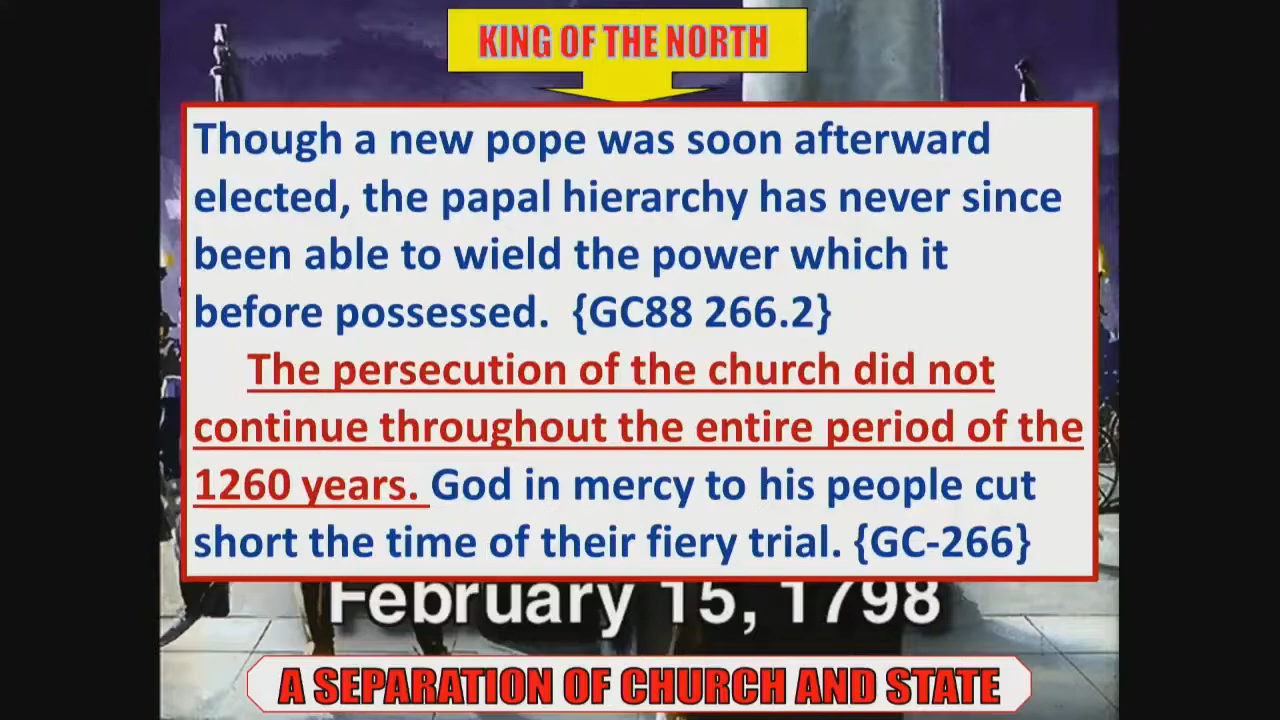 KING OF THE NORTH
Though a new pope was soon afterward
elected, the papal hierarchy has never since
been able to wield the power which it
before possessed. {GC88 266.2}
The persecution of the church did not
continue throughout the entire period of the
1260 years. God in mercy to his people cut
short the time of their fiery trial. {GC-266}
February 15, 1798
A SEPARATION OF CHURCH AND STATE